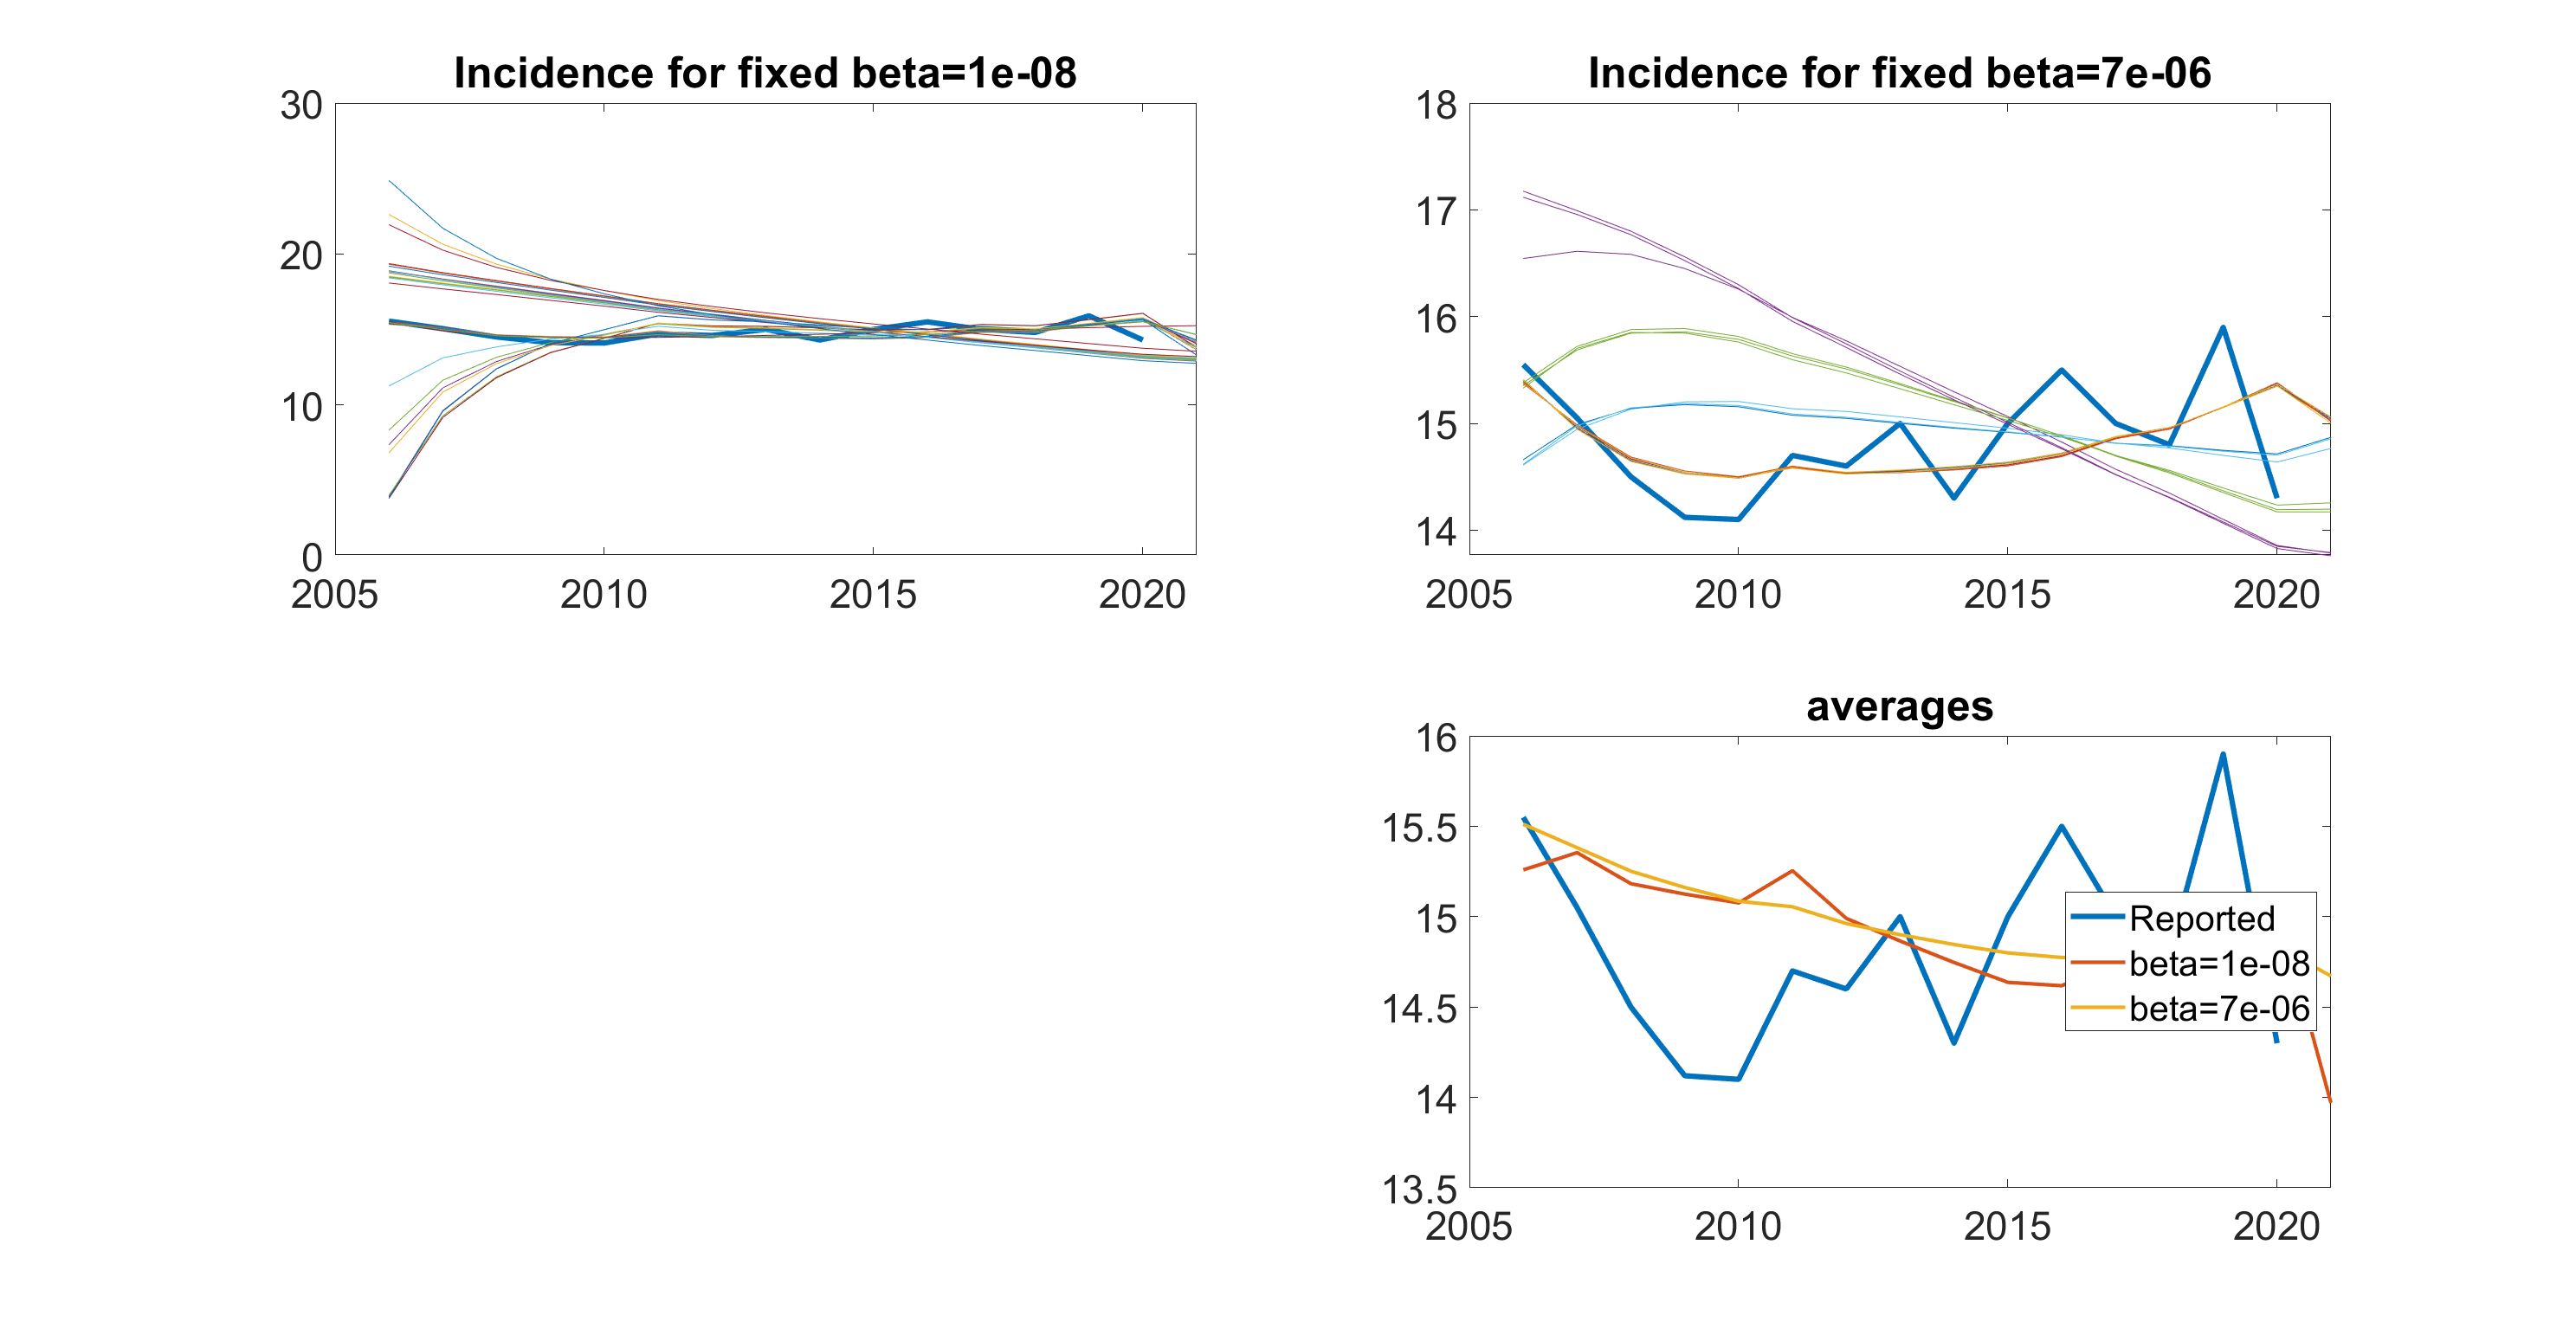 Incidence for fixed beta=1e-08
30
20
10
0
2005 2010 2015 2020
Incidence for fixed beta=7e-06
18
17
16
15
14
2005 2010 2015 2020
averages
16
15.5
15
14.5
14
13.5
2005 2010 2015 2020
Reported
beta=1e-08
beta=7e-06